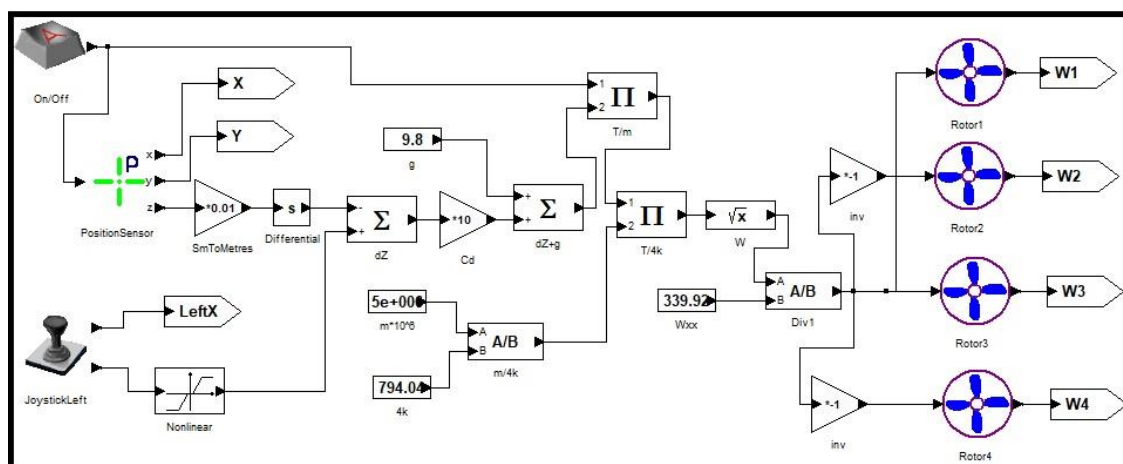 A
On/Off
X
Y
P
x
y
z
PositionSensor
*0.01
SmToMetres
s
Differential
-
+
Σ
dZ
*10
Cd
9.8
g
+
+
Σ
dZ+g
1
2
Π
T/m
1
2
Π
T/4k
√x
W
339.92
Wxx
A
B
A/B
Div1
5e+006
m*10^6
794.04
4k
A
B
A/B
m/4k
LeftX
JoystickLeft
Nonlinear
*-1
inv
*-1
inv
Rotor1
W1
Rotor2
W2
Rotor3
W3
Rotor4
W4